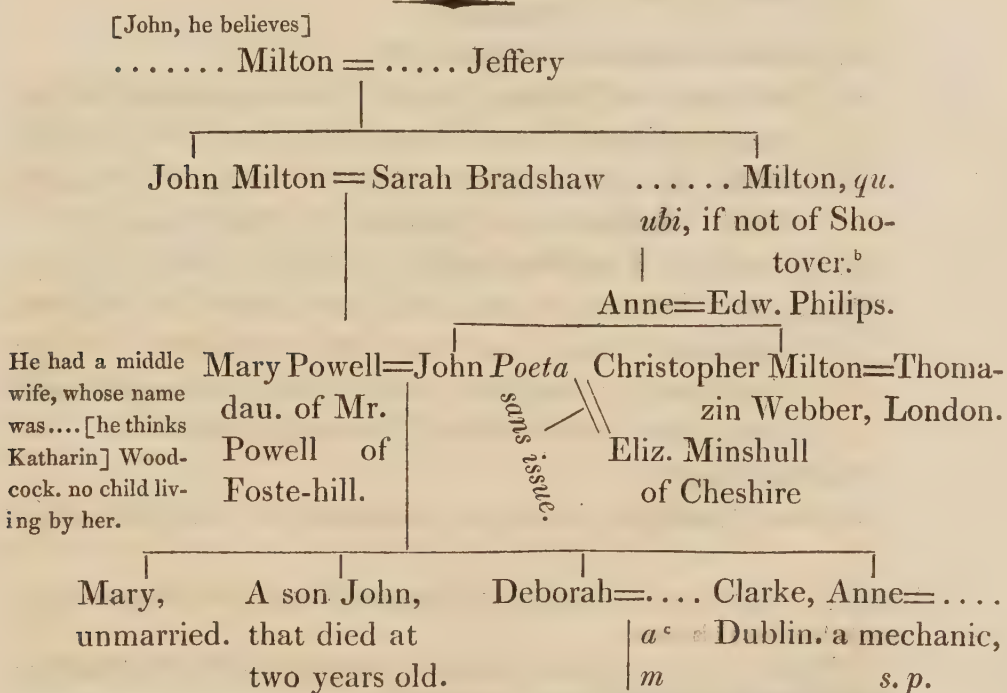 [John, he believes]
....... Milton = ..... Jeffery
John Milton = Sarah Bradshaw ...... Milton, qu.
ubi, if not of Sho-
tover.ᵇ
Anne=Edw. Philips.
He had a middle
wife, whose name
was.... [he thinks
Katharin] Wood-
cock. no child liv-
ing by her.
Mary Powell=John Poeta
dau. of Mr.
Powell of
Foste-hill.
sans issue.
Christopher Milton=Thoma-
zin Webber, London.
Eliz. Minshull
of Cheshire
Mary,
unmarried.
A son John,
that died at
two years old.
Deborah=.... Clarke,
aᶜ Dublin.
m
Anne=....
a mechanic,
s. p.